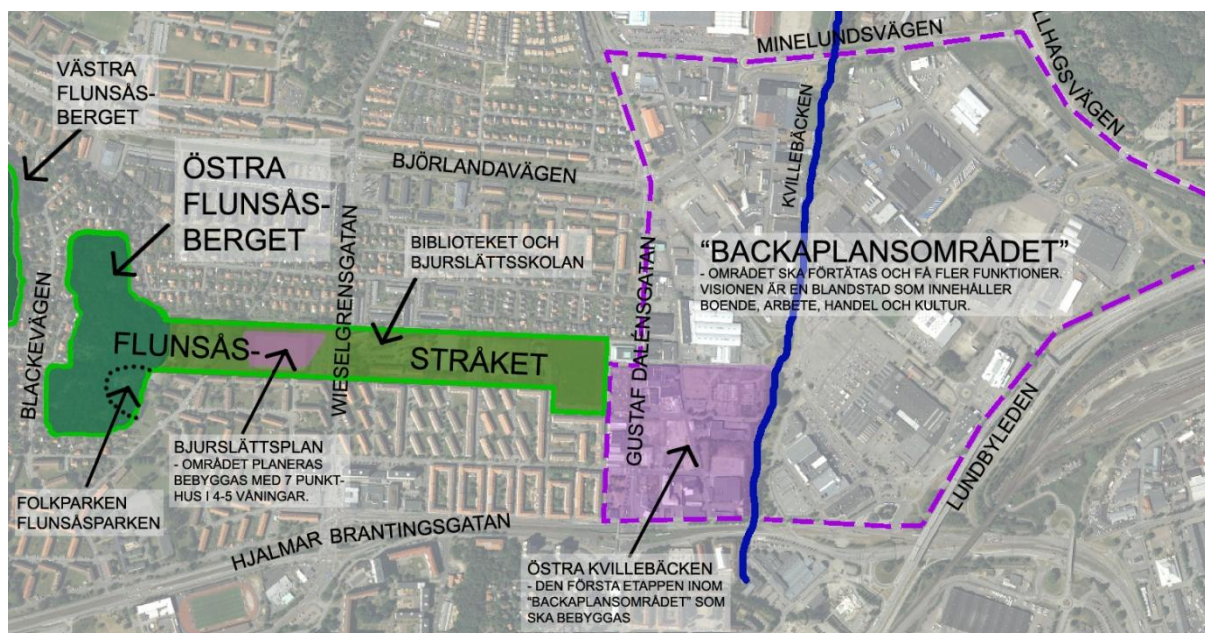 VÄSTRA
FLUNSÅS-
BERGET
ÖSTRA
FLUNSÅS-
BERGET
BJÖRLANDAVÄGEN
MINELUNDSVÄGEN
LLHAGSVÄGEN
KVILLEBÄCKEN
WIESELGRENSGATAN
BIBLIOTEKET OCH
BJURSLÄTTSSKOLAN
"BACKAPLANSOMRÅDET"
- OMRÅDET SKA FÖRTÄTAS OCH FÅ FLER FUNKTIONER.
VISIONEN ÄR EN BLANDSTAD SOM INNEHÅLLER
BOENDE, ARBETE, HANDEL OCH KULTUR.
BLACKEVÄGEN
FLUNSÅS-
STRÅKET
GUSTAF DALÉNSGATAN
LUNDBYLEDEN
BJURSLÄTTSPLAN
- OMRÅDET PLANERAS
BEBYGGAS MED 7 PUNKT-
HUS I 4-5 VÅNINGAR.
FOLKPARKEN
FLUNSÅSPARKEN
HJALMAR BRANTINGSGATAN
ÖSTRA KVILLEBÄCKEN
- DEN FÖRSTA ETAPPEN INOM
"BACKAPLANSOMRÅDET" SOM
SKA BEBYGGAS